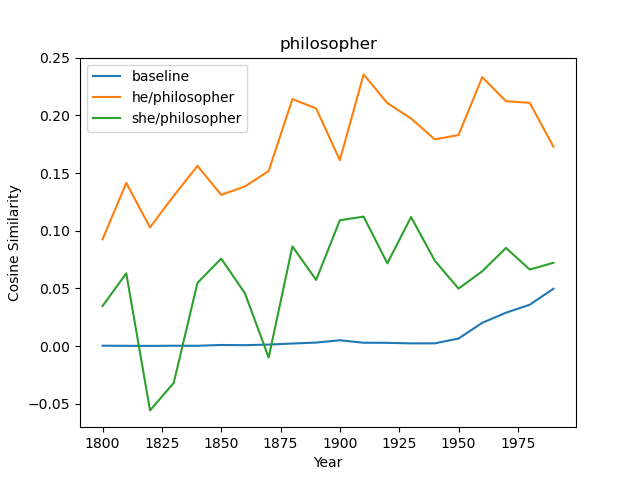 philosopher
baseline
he/philosopher
she/philosopher
Cosine Similarity
0.25
0.20
0.15
0.10
0.05
0.00
−0.05
1800 1825 1850 1875 1900 1925 1950 1975
Year